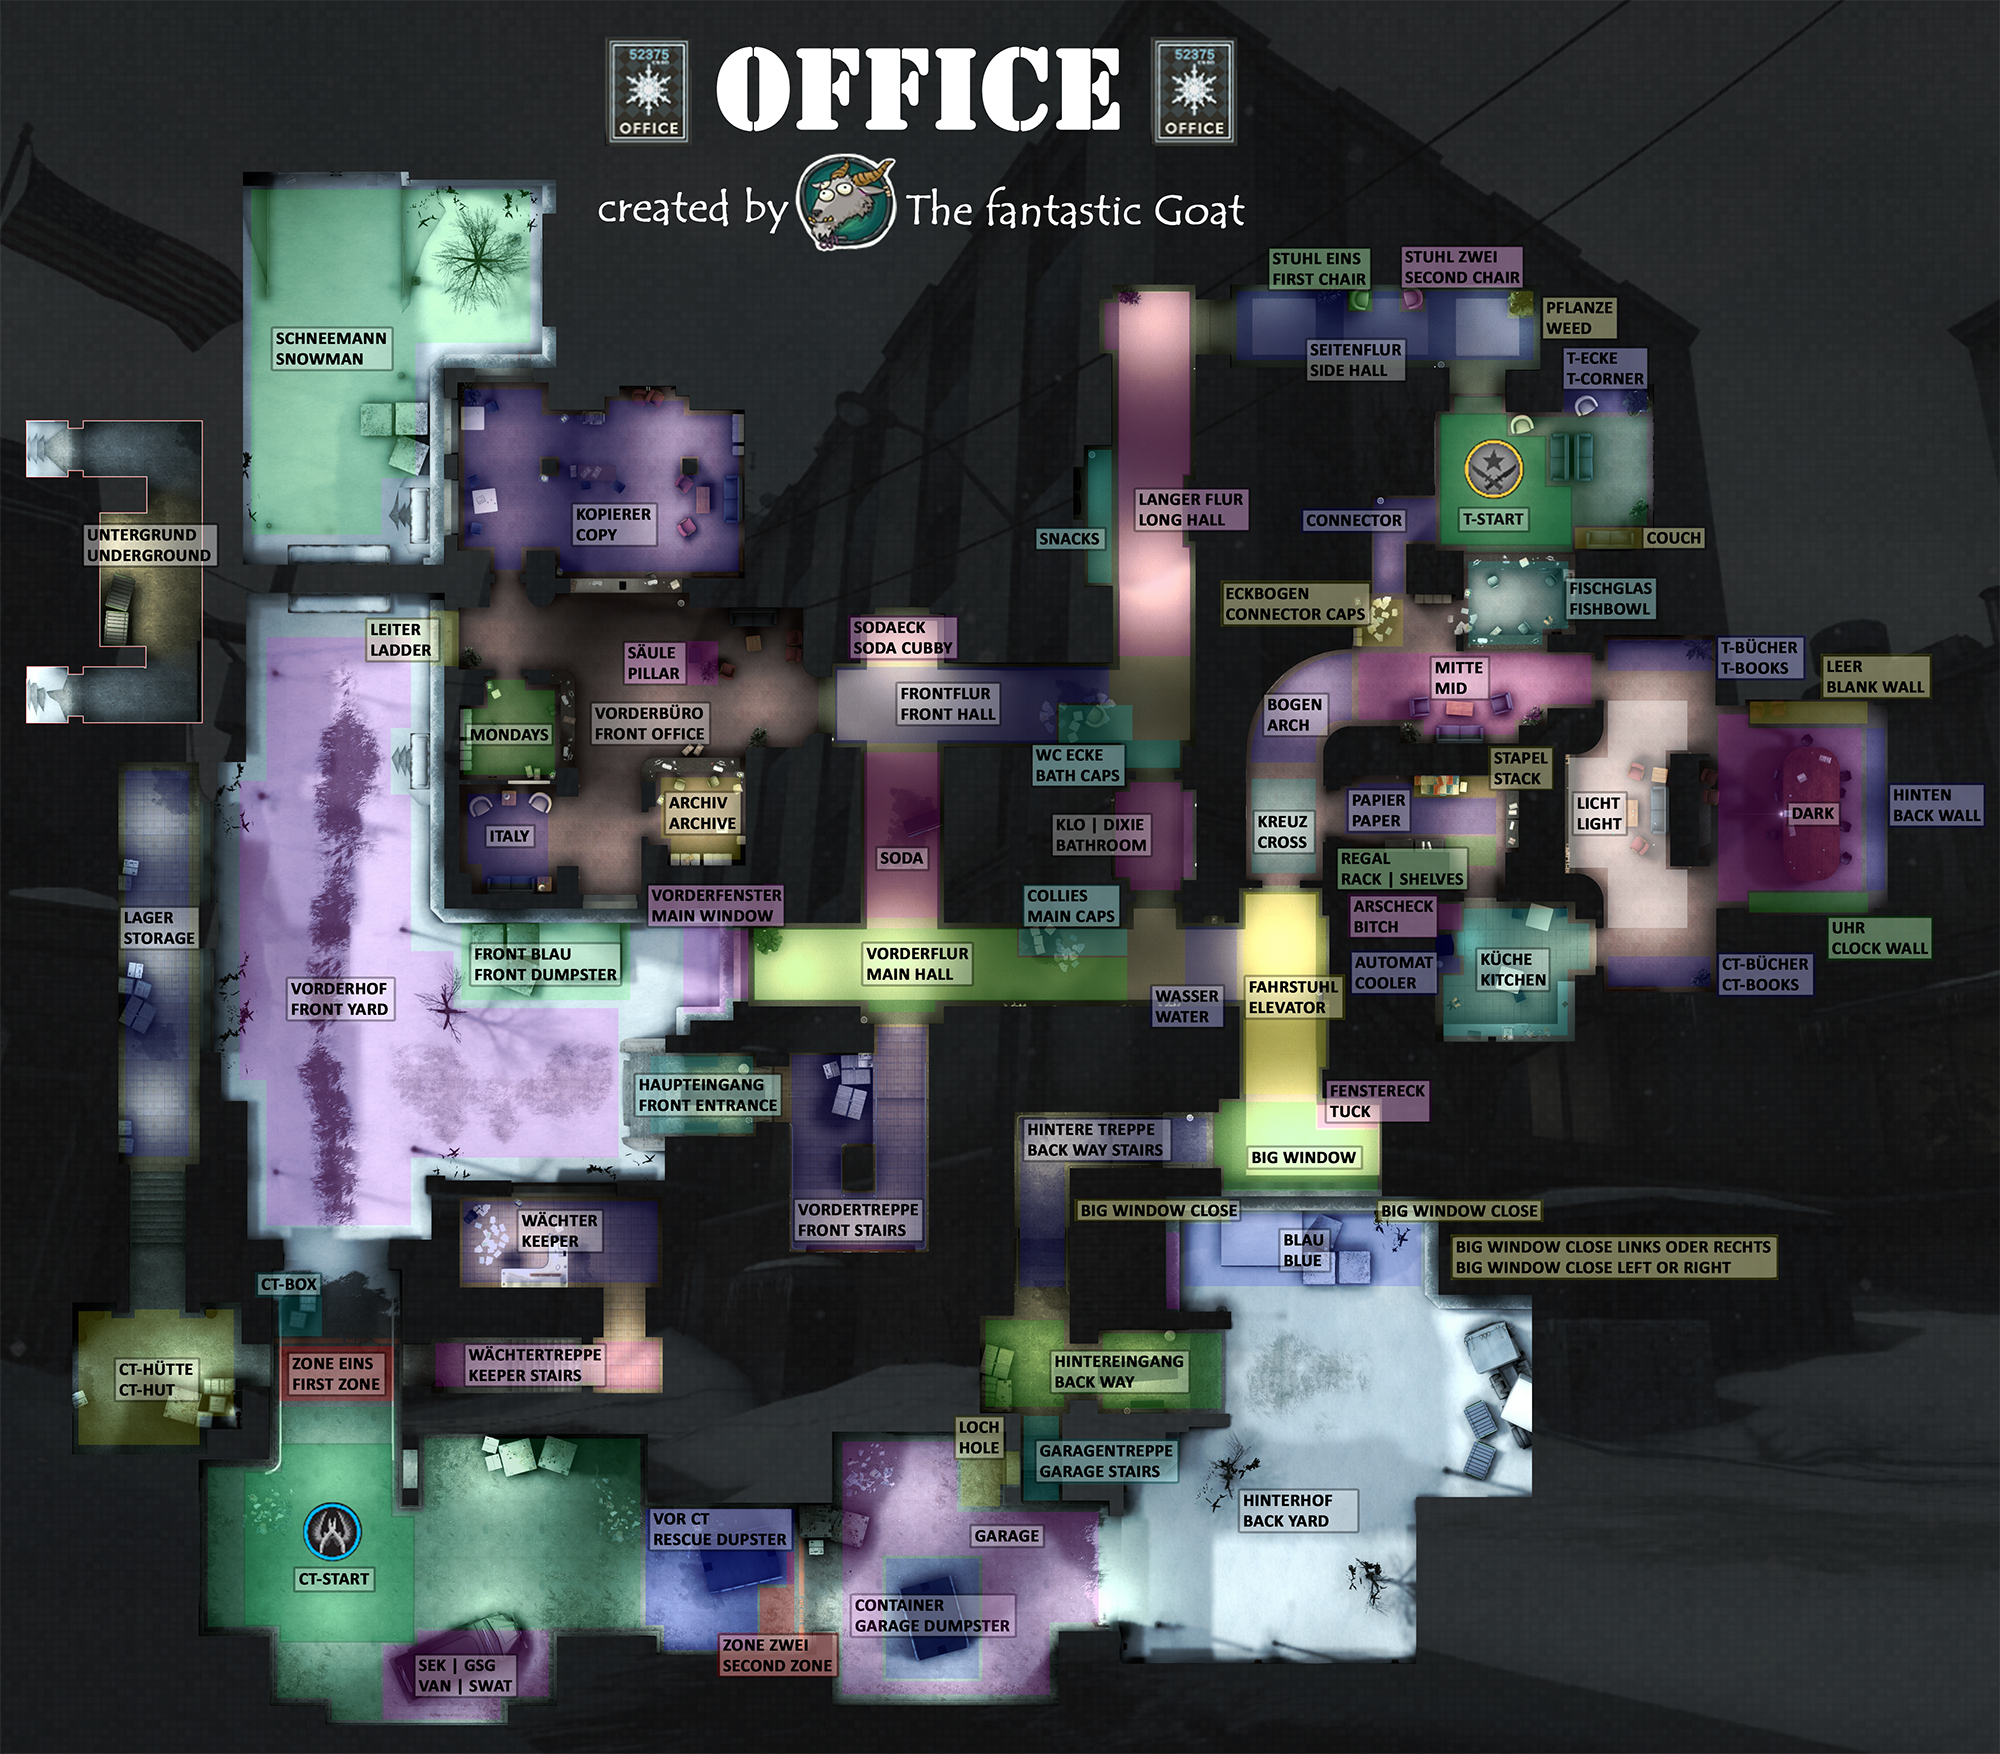 52375
OFFICE
OFFICE
52375
OFFICE
created by The fantastic Goat
STUHL EINS
FIRST CHAIR
STUHL ZWEI
SECOND CHAIR
PFLANZE
WEED
SCHNEEMANN
SNOWMAN
SEITENFLUR
SIDE HALL
T-ECKE
T-CORNER
KOPIERER
COPY
LANGER FLUR
LONG HALL
SNACKS
CONNECTOR
T-START
COUCH
UNTERGRUND
UNDERGROUND
ECKBOGEN
CONNECTOR CAPS
FISCHGLAS
FISHBOWL
LEITER
LADDER
SÄULE
PILLAR
SODAECK
SODA CUBBY
T-BÜCHER
T-BOOKS
MITTE
MID
LEER
BLANK WALL
FRONTFLUR
FRONT HALL
BOGEN
ARCH
MONDAYS
VORDERBÜRO
FRONT OFFICE
WC ECKE
BATH CAPS
STAPEL
STACK
ARCHIV
ARCHIVE
ITALY
PAPIER
PAPER
LICHT
LIGHT
DARK
HINTEN
BACK WALL
KLO | DIXIE
BATHROOM
KREUZ
CROSS
SODA
REGAL
RACK | SHELVES
VORDERFENSTER
MAIN WINDOW
COLLIES
MAIN CAPS
ARSCHECK
BITCH
LAGER
STORAGE
UHR
CLOCK WALL
FRONT BLAU
FRONT DUMPSTER
VORDERFLUR
MAIN HALL
AUTOMAT
COOLER
KÜCHE
KITCHEN
CT-BÜCHER
CT-BOOKS
VORDERHOF
FRONT YARD
WASSER
WATER
FAHRSTUHL
ELEVATOR
HAUPTEINGANG
FRONT ENTRANCE
FENSTERECK
TUCK
HINTERE TREPPE
BACK WAY STAIRS
BIG WINDOW
VORDERTREPPE
FRONT STAIRS
WÄCHTER
KEEPER
BIG WINDOW CLOSE
BIG WINDOW CLOSE
BLAU
BLUE
BIG WINDOW CLOSE LINKS ODER RECHTS
BIG WINDOW CLOSE LEFT OR RIGHT
CT-BOX
CT-HÜTTE
CT-HUT
ZONE EINS
FIRST ZONE
WÄCHTERTREPPE
KEEPER STAIRS
HINTEREINGANG
BACK WAY
LOCH
HOLE
GARAGENTREPPE
GARAGE STAIRS
HINTERHOF
BACK YARD
VOR CT
RESCUE DUPSTER
GARAGE
CT-START
CONTAINER
GARAGE DUMPSTER
ZONE ZWEI
SECOND ZONE
SEK | GSG
VAN | SWAT